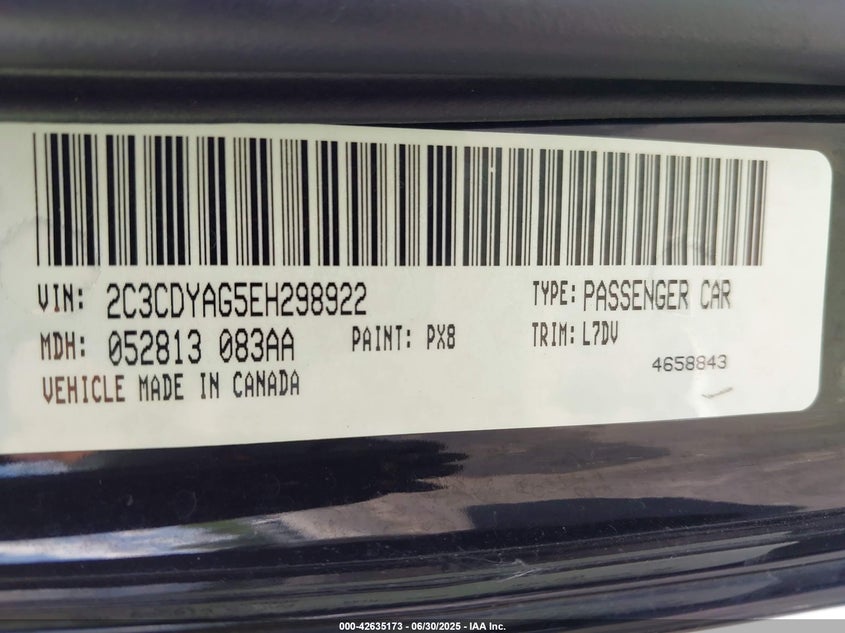 VIN: 2C3CDYAG5EH298922 TYPE: PASSENGER CAR
MDH: 052813 083AA PAINT: PX8 TRIM: L7DV
4658843
VEHICLE MADE IN CANADA
000-42635173 - 06/30/2025 - IAA Inc.